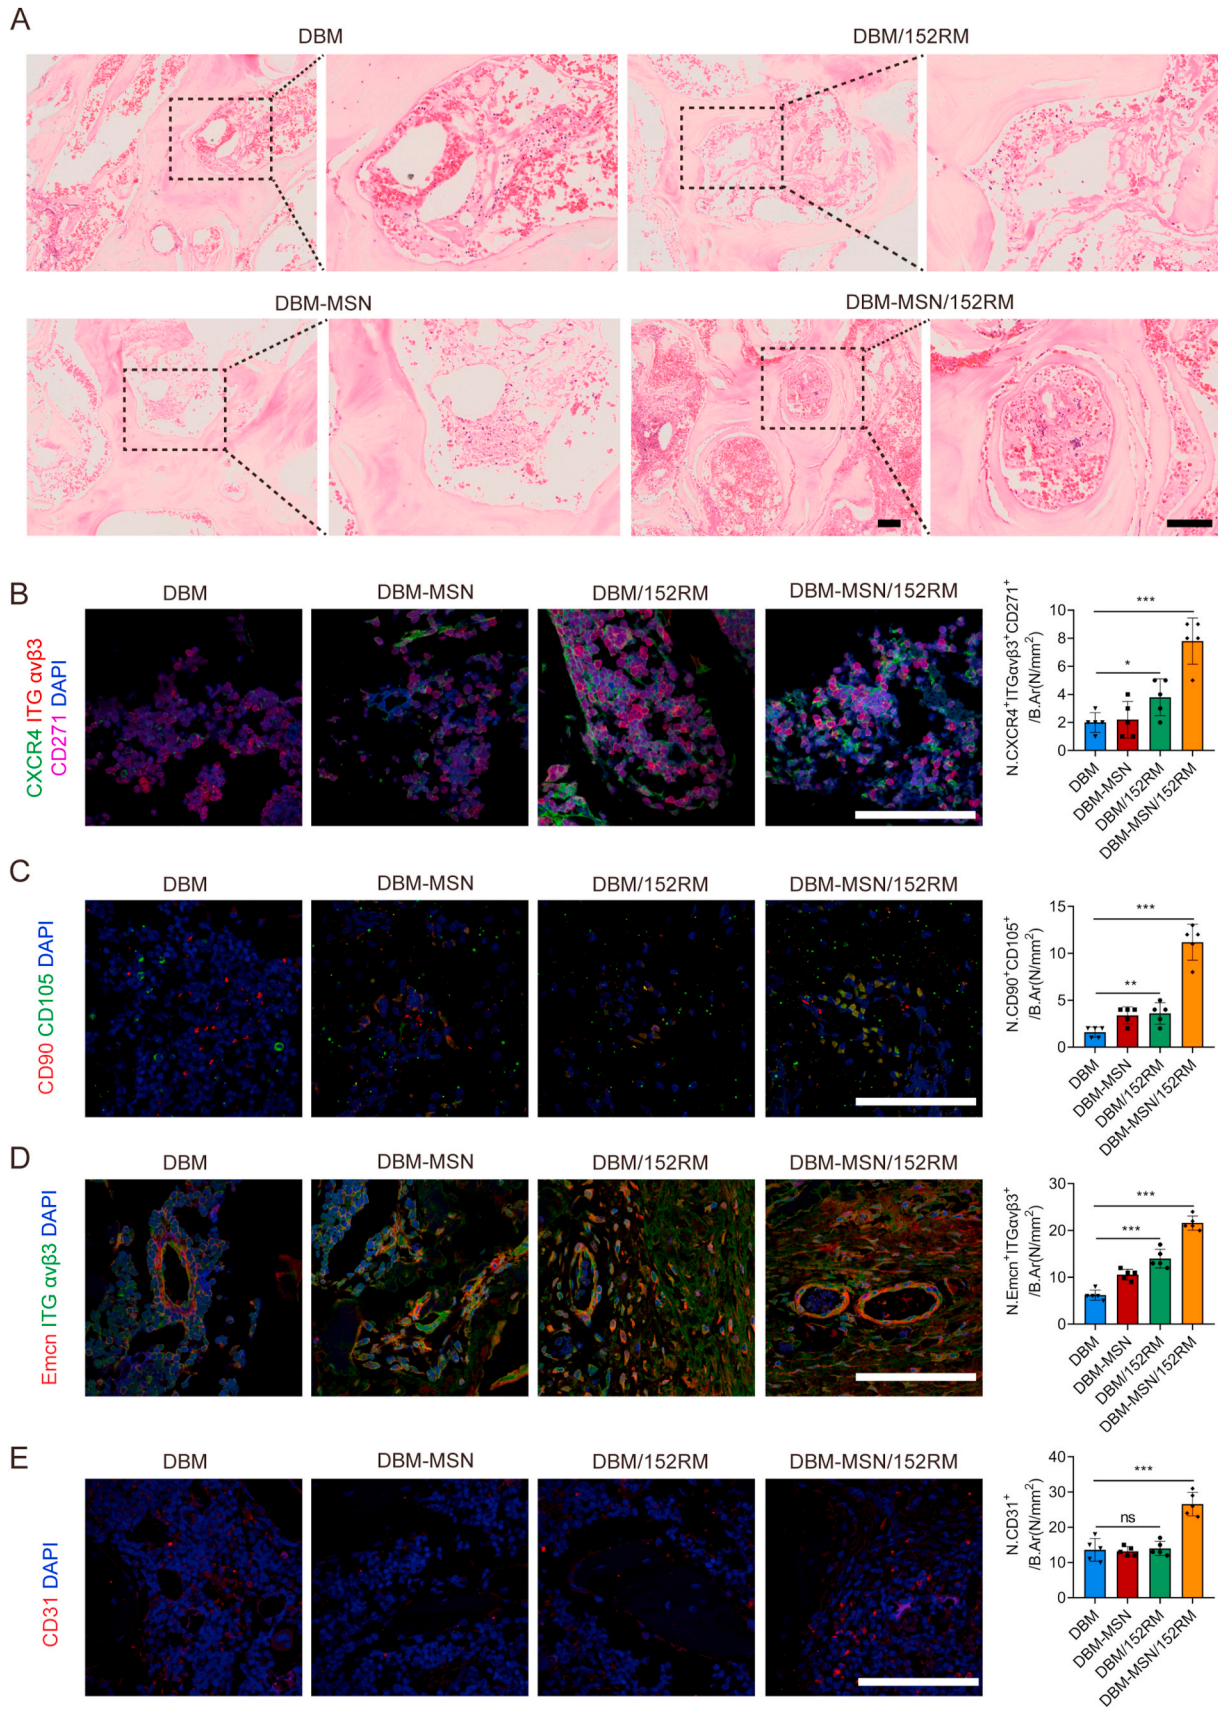 A
DBM
DBM/152RM
DBM-MSN
DBM-MSN/152RM
B
DBM
DBM-MSN
DBM/152RM
DBM-MSN/152RM
CXCR4 ITG αvβ3
CD271 DAPI
N.CXCR4⁺ITGαvβ3⁺CD271⁺
/B.Ar(N/mm²)
10
8
6
4
2
0
***
*
DBM
DBM-MSN
DBM/152RM
DBM-MSN/152RM
C
DBM
DBM-MSN
DBM/152RM
DBM-MSN/152RM
CD90 CD105 DAPI
N.CD90⁺CD105⁺
/B.Ar(N/mm²)
15
10
5
0
***
**
DBM
DBM-MSN
DBM/152RM
DBM-MSN/152RM
D
DBM
DBM-MSN
DBM/152RM
DBM-MSN/152RM
Emcn ITG αvβ3 DAPI
N.Emcn⁺ITGαvβ3⁺
/B.Ar(N/mm²)
30
20
10
0
***
***
DBM
DBM-MSN
DBM/152RM
DBM-MSN/152RM
E
DBM
DBM-MSN
DBM/152RM
DBM-MSN/152RM
CD31 DAPI
N.CD31⁺
/B.Ar(N/mm²)
40
30
20
10
0
***
ns
DBM
DBM-MSN
DBM/152RM
DBM-MSN/152RM